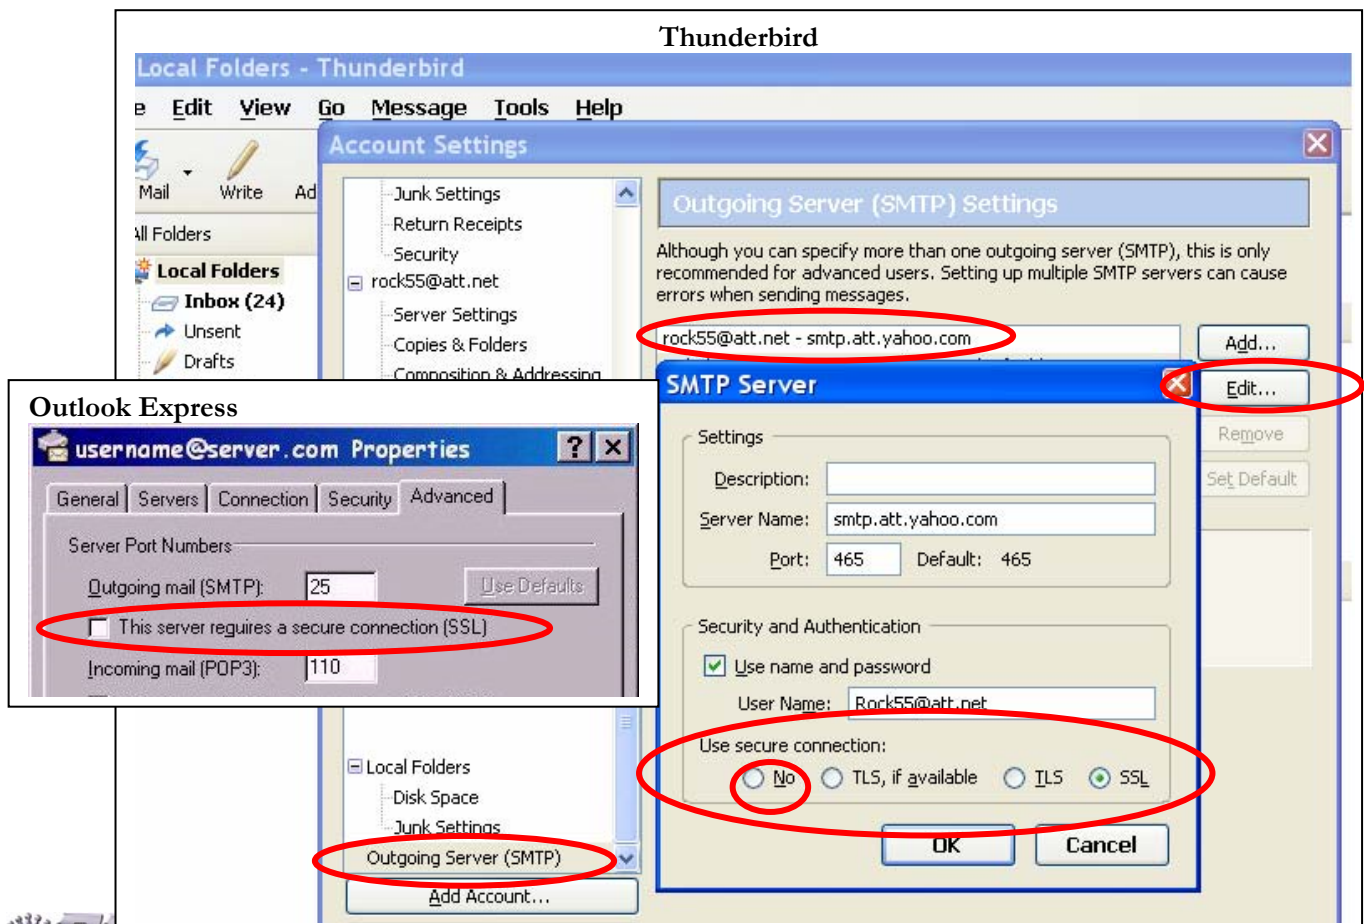 Thunderbird
Local Folders - Thunderbird
e Edit View Go Message Tools Help
Account Settings
Mail Write Ad
All Folders
Local Folders
Inbox (24)
Unsent
Drafts
Junk Settings
Return Receipts
Security
rock55@att.net
Server Settings
Copies & Folders
Composition & Addressing
Outgoing Server (SMTP) Settings
Although you can specify more than one outgoing server (SMTP), this is only
recommended for advanced users. Setting up multiple SMTP servers can cause
errors when sending messages.
rock55@att.net - smtp.att.yahoo.com
Add...
Edit...
Remove
Set Default
SMTP Server
Settings
Description:
Server Name: smtp.att.yahoo.com
Port: 465 Default: 465
Security and Authentication
Use name and password
User Name: Rock55@att.net
Use secure connection:
No TLS, if available TLS SSL
OK Cancel
Outlook Express
username@server.com Properties
General Servers Connection Security Advanced
Server Port Numbers
Outgoing mail (SMTP): 25 Use Defaults
This server requires a secure connection (SSL)
Incoming mail (POP3): 110
Local Folders
Disk Space
Junk Settings
Outgoing Server (SMTP)
Add Account...